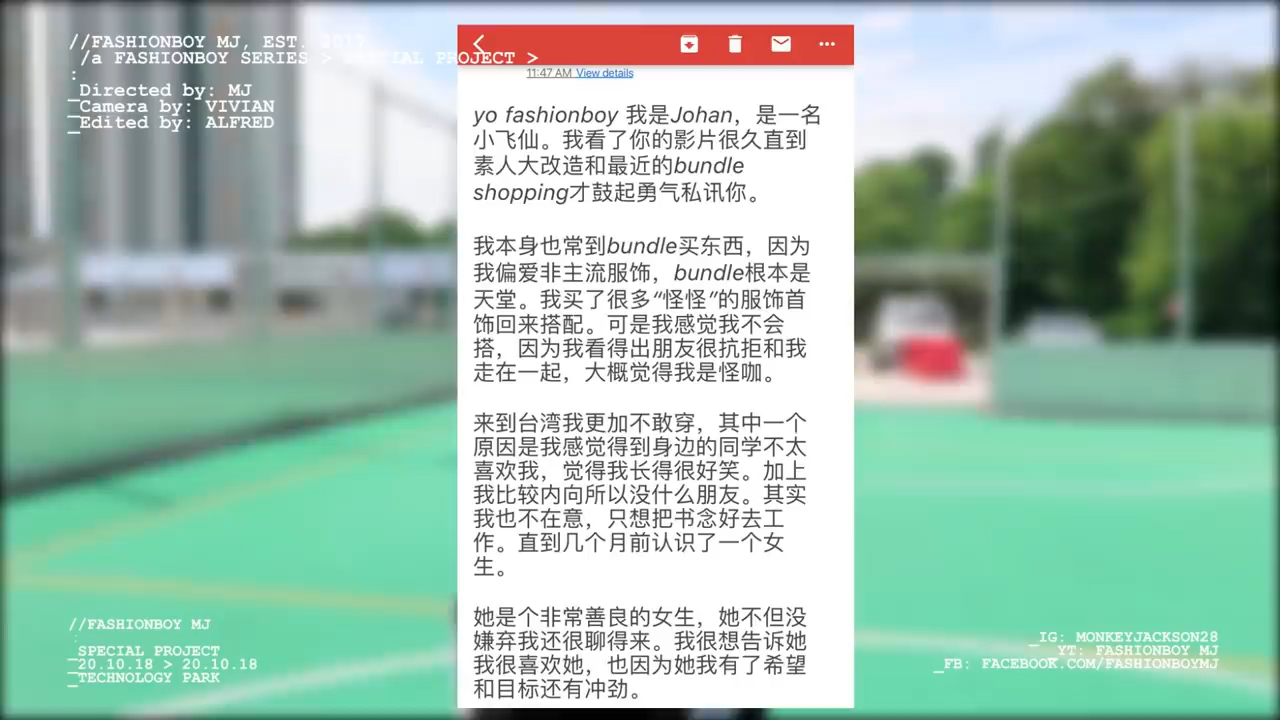 //FASHIONBOY MJ, EST. 2017
/a FASHIONBOY SERIES > SPECIAL PROJECT >
:
_Directed by: MJ
_Camera by: VIVIAN
_Edited by: ALFRED
11:47 AM View details
yo fashionboy 我是Johan，是一名
小飞仙。我看了你的影片很久直到
素人大改造和最近的bundle
shopping才鼓起勇气私讯你。
我本身也常到bundle买东西，因为
我偏爱非主流服饰，bundle根本是
天堂。我买了很多“怪怪”的服饰首
饰回来搭配。可是我感觉我不会
搭，因为我看得出朋友很抗拒和我
走在一起，大概觉得我是怪咖。
来到台湾我更加不敢穿，其中一个
原因是我感觉得到身边的同学不太
喜欢我，觉得我长得很好笑。加上
我比较内向所以没什么朋友。其实
我也不在意，只想把书念好去工
作。直到几个月前认识了一个女
生。
她是个非常善良的女生，她不但没
嫌弃我还很聊得来。我很想告诉她
我很喜欢她，也因为她我有了希望
和目标还有冲劲。
//FASHIONBOY MJ
:
_SPECIAL PROJECT
_20.10.18 > 20.10.18
_TECHNOLOGY PARK
_IG: MONKEYJACKSON28
_YT: FASHIONBOY MJ
_FB: FACEBOOK.COM/FASHIONBOYMJ